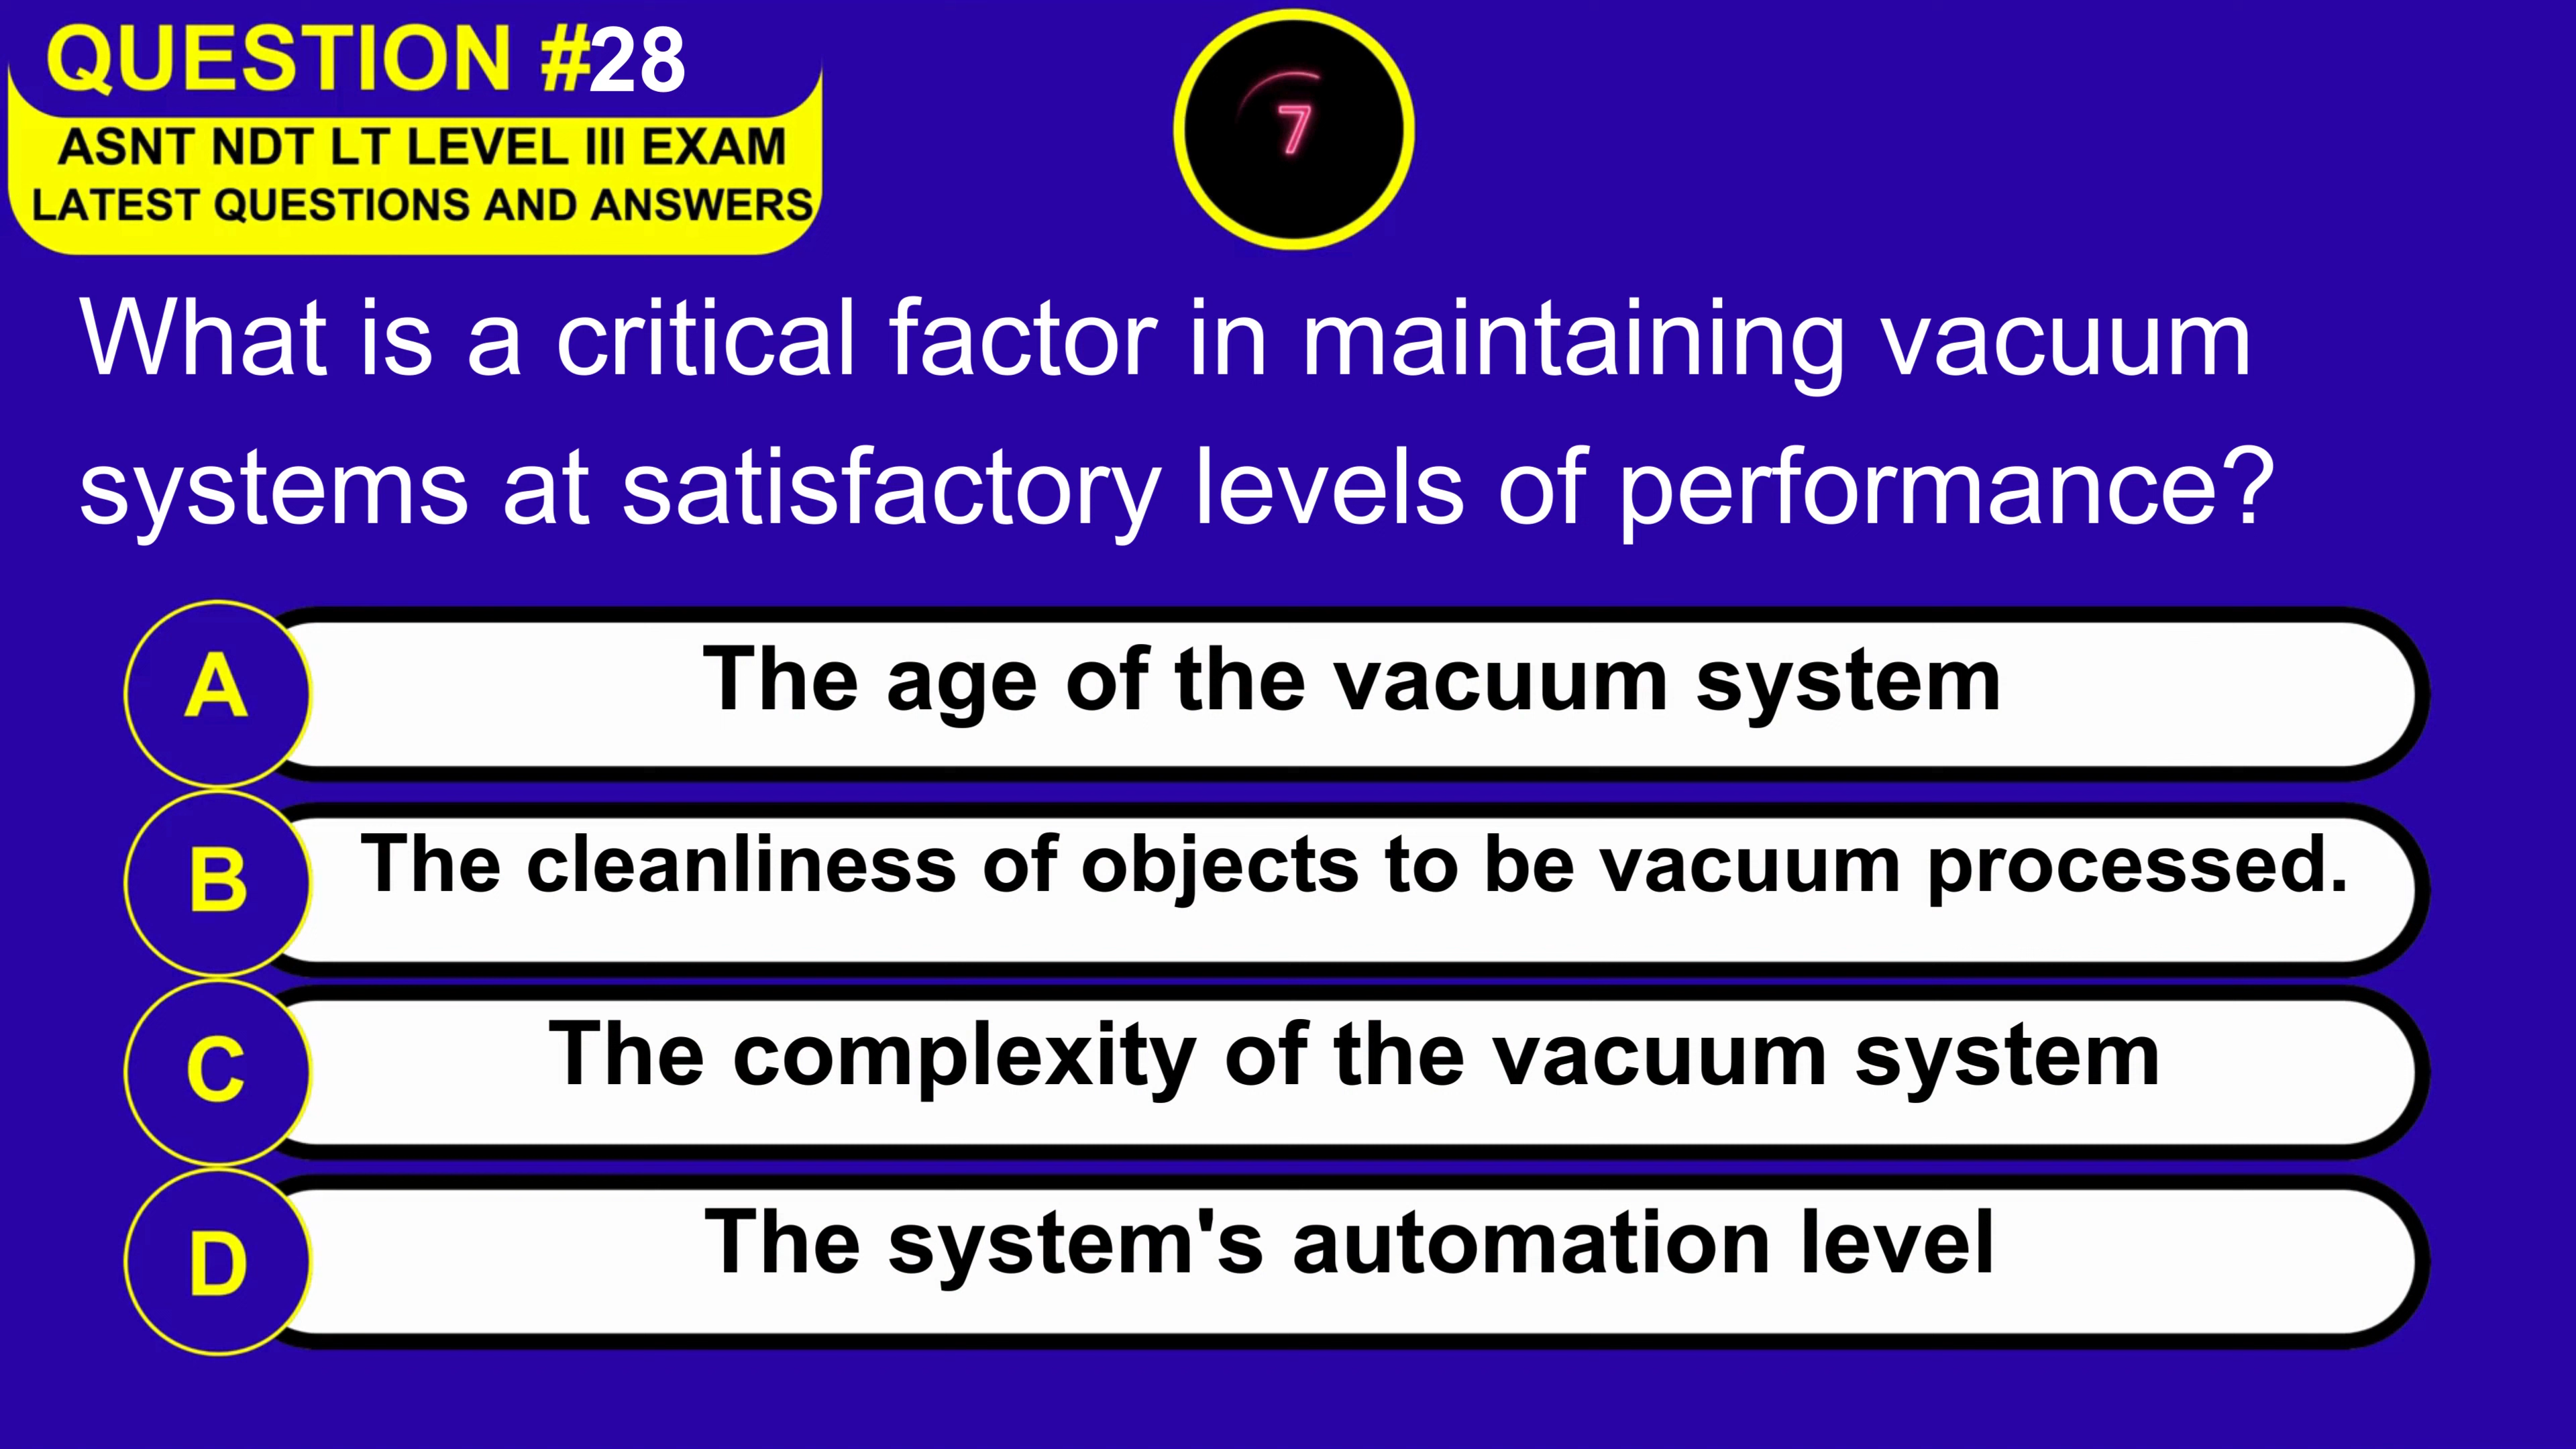 QUESTION #28
ASNT NDT LT LEVEL III EXAM
LATEST QUESTIONS AND ANSWERS
7
What is a critical factor in maintaining vacuum
systems at satisfactory levels of performance?
A The age of the vacuum system
B The cleanliness of objects to be vacuum processed.
C The complexity of the vacuum system
D The system's automation level